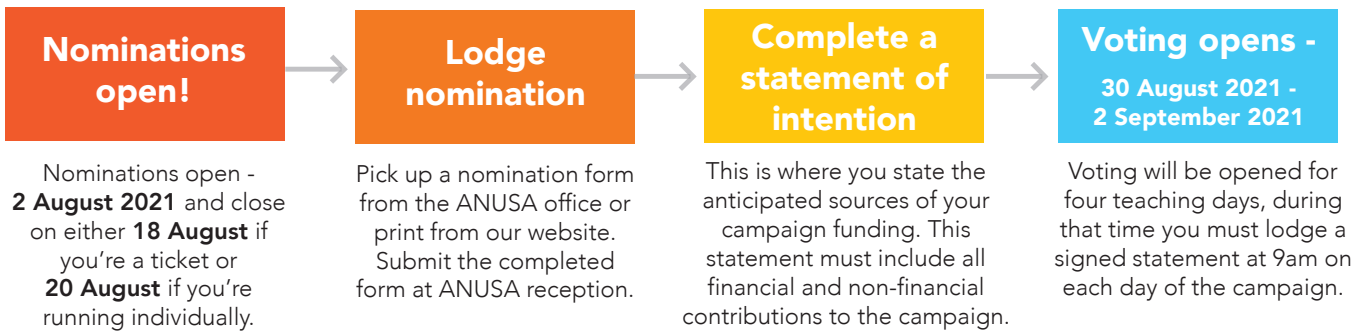 Nominations
open!
Nominations open -
2 August 2021 and close
on either 18 August if
you're a ticket or
20 August if you're
running individually.
Lodge
nomination
Pick up a nomination form
from the ANUSA office or
print from our website.
Submit the completed
form at ANUSA reception.
Complete a
statement of
intention
This is where you state the
anticipated sources of your
campaign funding. This
statement must include all
financial and non-financial
contributions to the campaign.
Voting opens -
30 August 2021 -
2 September 2021
Voting will be opened for
four teaching days, during
that time you must lodge a
signed statement at 9am on
each day of the campaign.